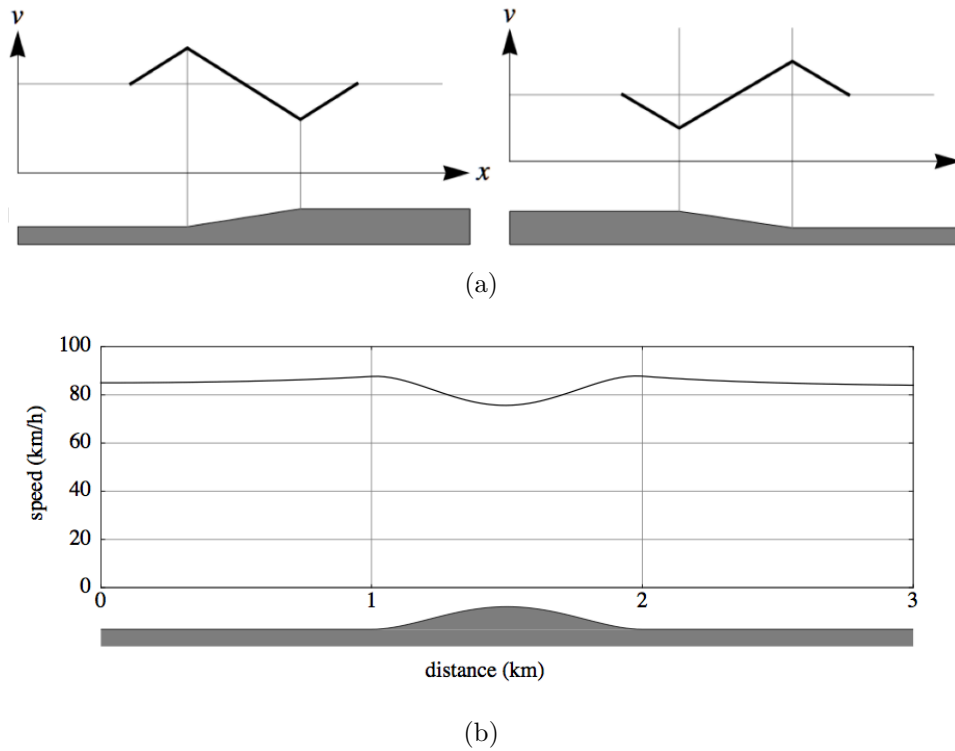 v
v
x
(a)
100
80
60
40
20
0
speed (km/h)
0 1 2 3
distance (km)
(b)